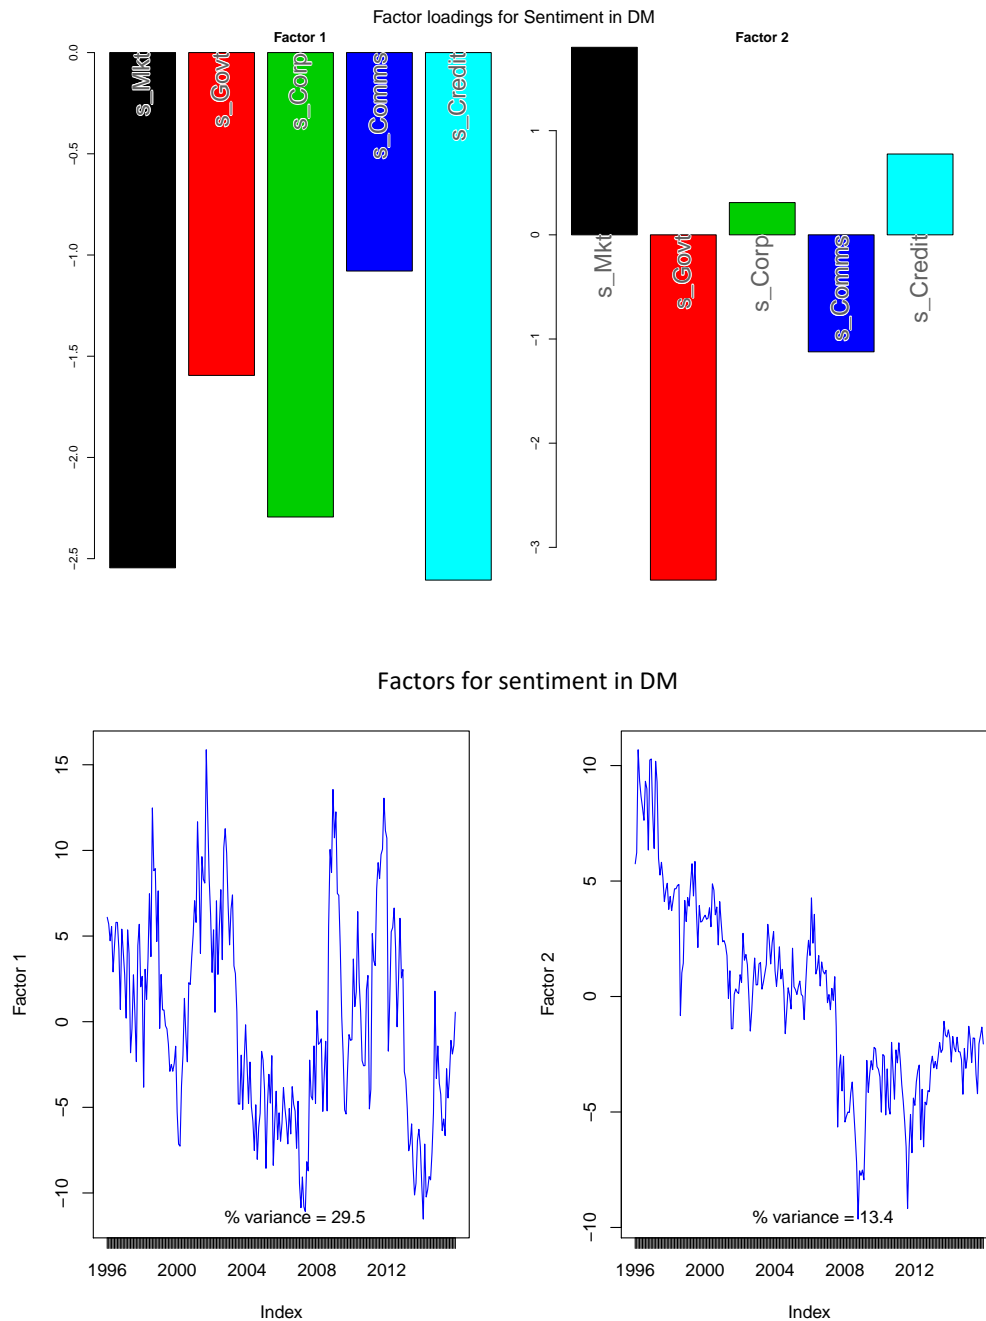 Factor loadings for Sentiment in DM
Factor 1
Factor 2
0.0
-0.5
-1.0
-1.5
-2.0
-2.5
s_Mkt
s_Govt
s_Corp
s_Comms
s_Credit
1
0
-1
-2
-3
s_Mkt
s_Govt
s_Corp
s_Comms
s_Credit
Factors for sentiment in DM
Factor 1
15
10
5
0
-5
-10
% variance = 29.5
1996 2000 2004 2008 2012
Index
Factor 2
10
5
0
-5
-10
% variance = 13.4
1996 2000 2004 2008 2012
Index